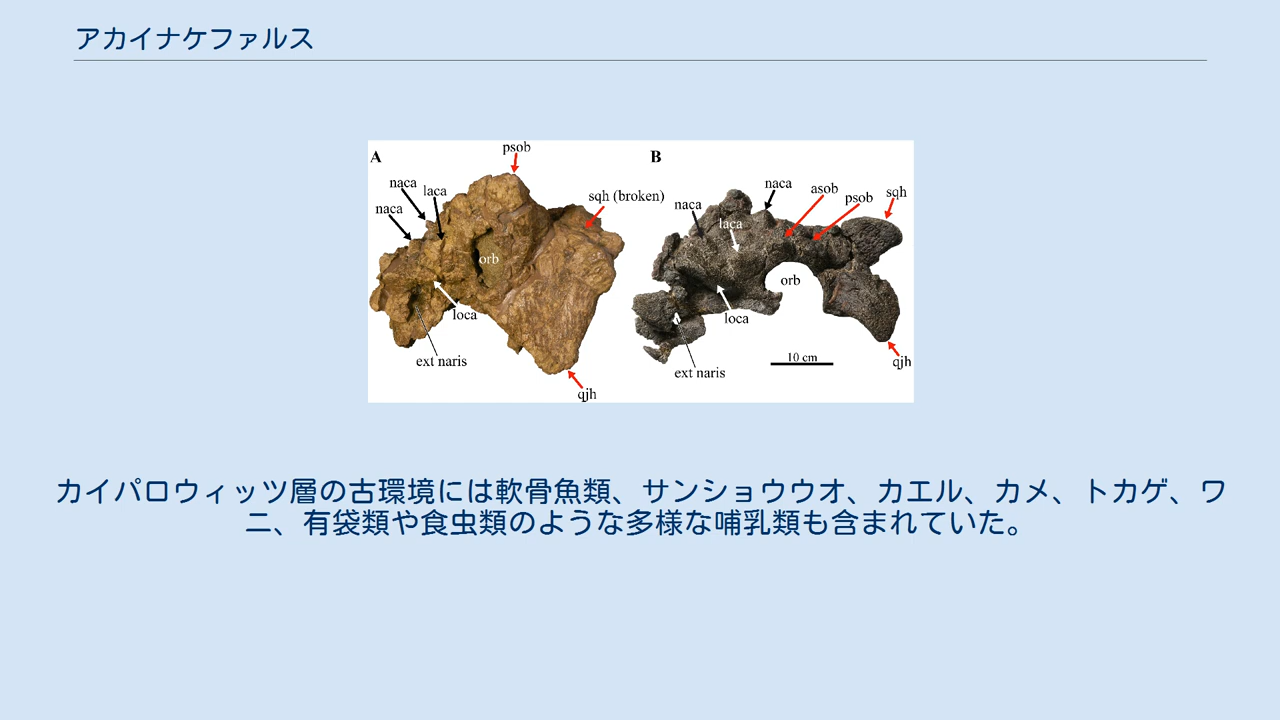 アカイナケファルス
A
psob
naca
laca
naca
sqh (broken)
orb
loca
ext naris
qjh
B
naca
asob
psob
sqh
naca
laca
orb
loca
10 cm
ext naris
qjh
カイパロウィッツ層の古環境には軟骨魚類、サンショウウオ、カエル、カメ、トカゲ、ワ
ニ、有袋類や食虫類のような多様な哺乳類も含まれていた。